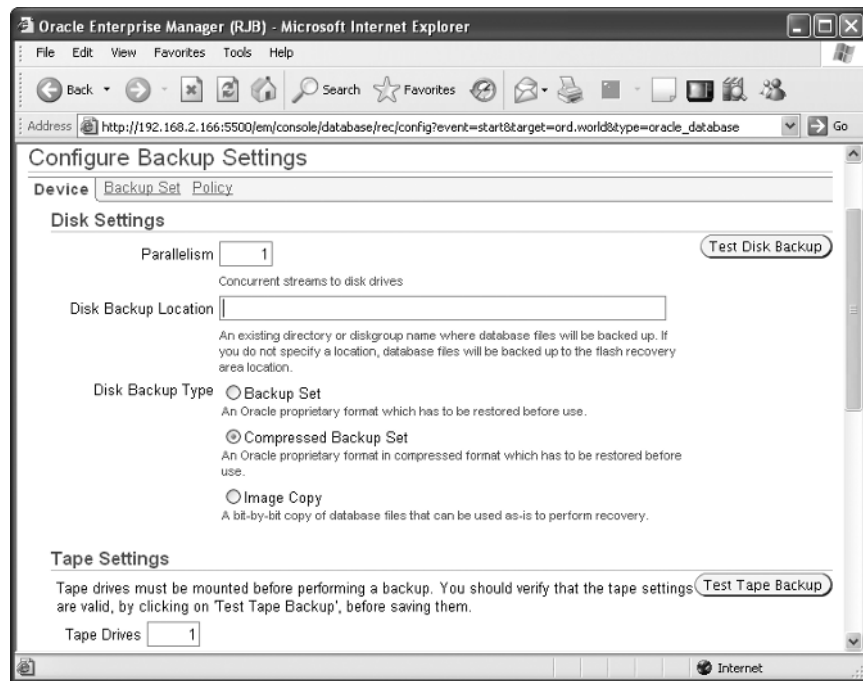 Oracle Enterprise Manager (RJB) - Microsoft Internet Explorer
File Edit View Favorites Tools Help
Back Search Favorites
Address http://192.168.2.166:5500/em/console/database/rec/config?event=start&target=ord.world&type=oracle_database Go
Configure Backup Settings
Device Backup Set Policy
Disk Settings
Parallelism 1 Test Disk Backup
Concurrent streams to disk drives
Disk Backup Location
An existing directory or diskgroup name where database files will be backed up. If
you do not specify a location, database files will be backed up to the flash recovery
area location.
Disk Backup Type Backup Set
An Oracle proprietary format which has to be restored before use.
Compressed Backup Set
An Oracle proprietary format in compressed format which has to be restored before
use.
Image Copy
A bit-by-bit copy of database files that can be used as-is to perform recovery.
Tape Settings
Tape drives must be mounted before performing a backup. You should verify that the tape settings Test Tape Backup
are valid, by clicking on 'Test Tape Backup', before saving them.
Tape Drives 1
Internet